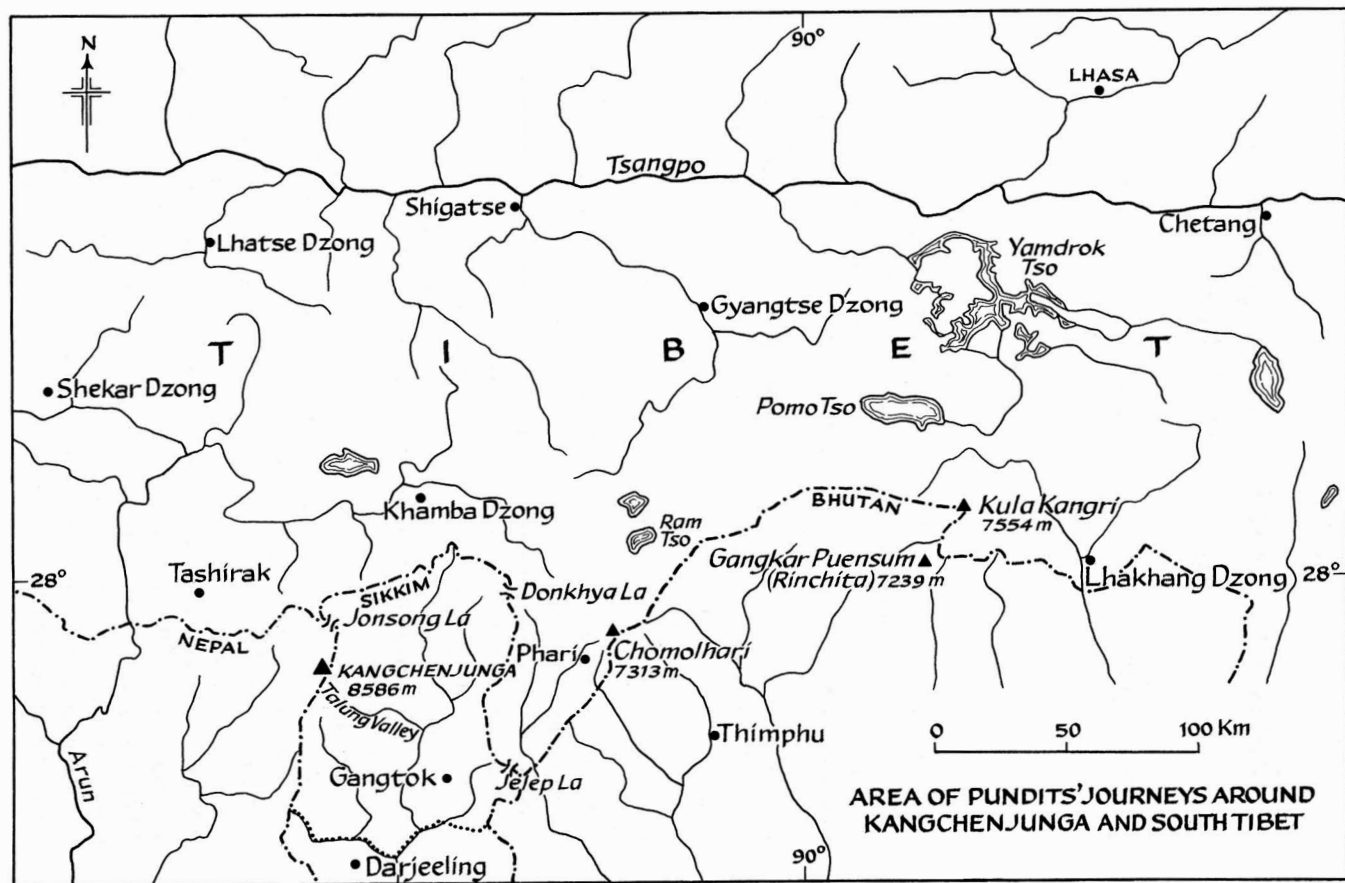 90°
N
LHASA
Tsangpo
Shigatse
Chetang
Lhatse Dzong
Yamdrok
Tso
Gyangtse Dzong
T I B E T
Shekar Dzong
Pomo Tso
Khamba Dzong
BHUTAN
Kula Kangri
7554 m
Ram
Tso
Gangkar Puensum
(Rinchita) 7239 m
Lhakhang Dzong
28°
28°
Tashirak
SIKKIM
Donkhya La
Jonsong La
NEPAL
Phari
Chomolhari
7313 m
KANGCHENJUNGA
8586 m
Talung Valley
Thimphu
0 50 100 Km
Arun
Gangtok
Jelep La
AREA OF PUNDITS' JOURNEYS AROUND
KANGCHENJUNGA AND SOUTH TIBET
Darjeeling
90°